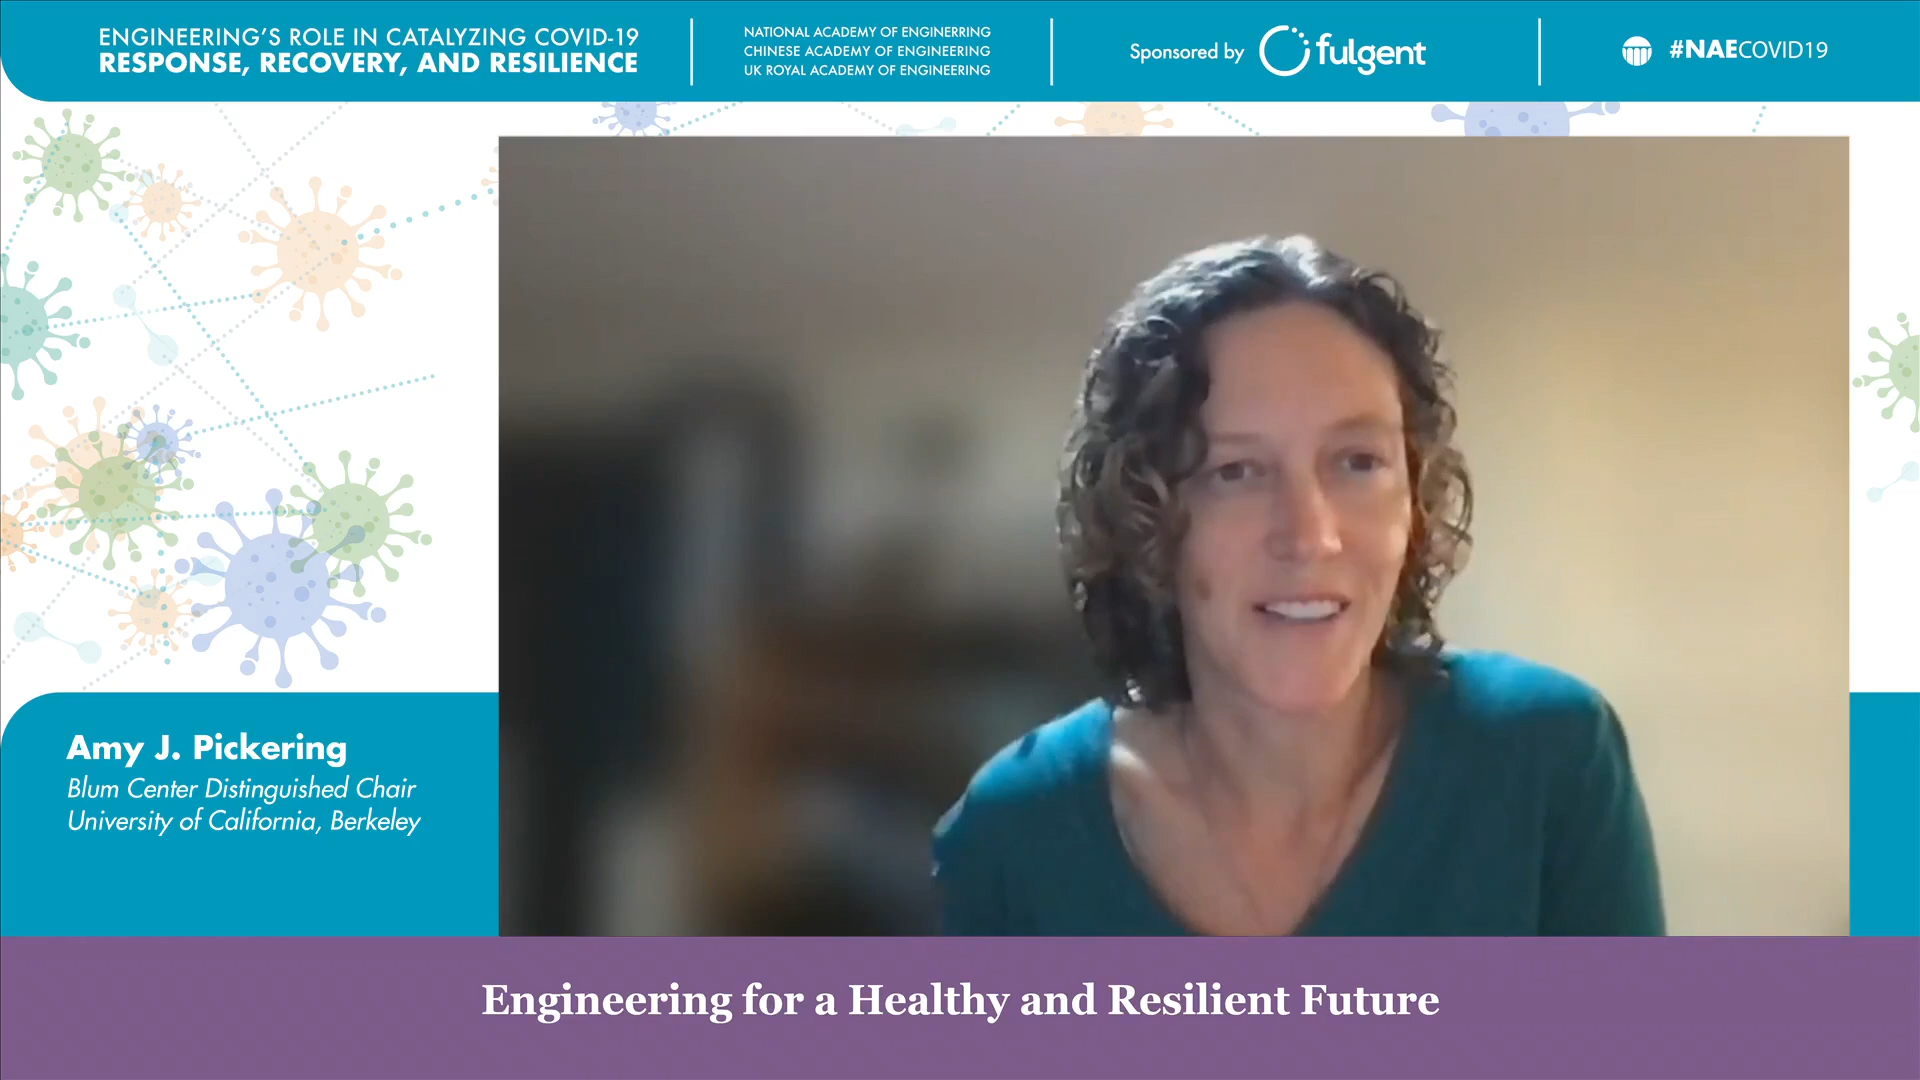 ENGINEERING'S ROLE IN CATALYZING COVID-19
RESPONSE, RECOVERY, AND RESILIENCE
NATIONAL ACADEMY OF ENGINERRING
CHINESE ACADEMY OF ENGINEERING
UK ROYAL ACADEMY OF ENGINEERING
Sponsored by fulgent
#NAECOVID19
Amy J. Pickering
Blum Center Distinguished Chair
University of California, Berkeley
Engineering for a Healthy and Resilient Future